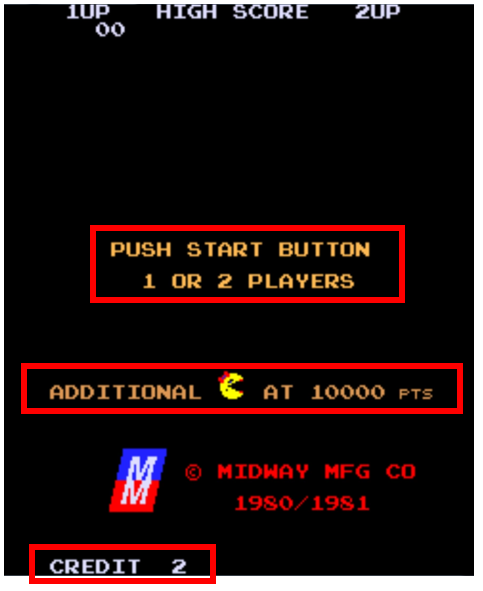 1UP HIGH SCORE 2UP
00
PUSH START BUTTON
1 OR 2 PLAYERS
ADDITIONAL AT 10000 PTS
MM © MIDWAY MFG CO
1980/1981
CREDIT 2